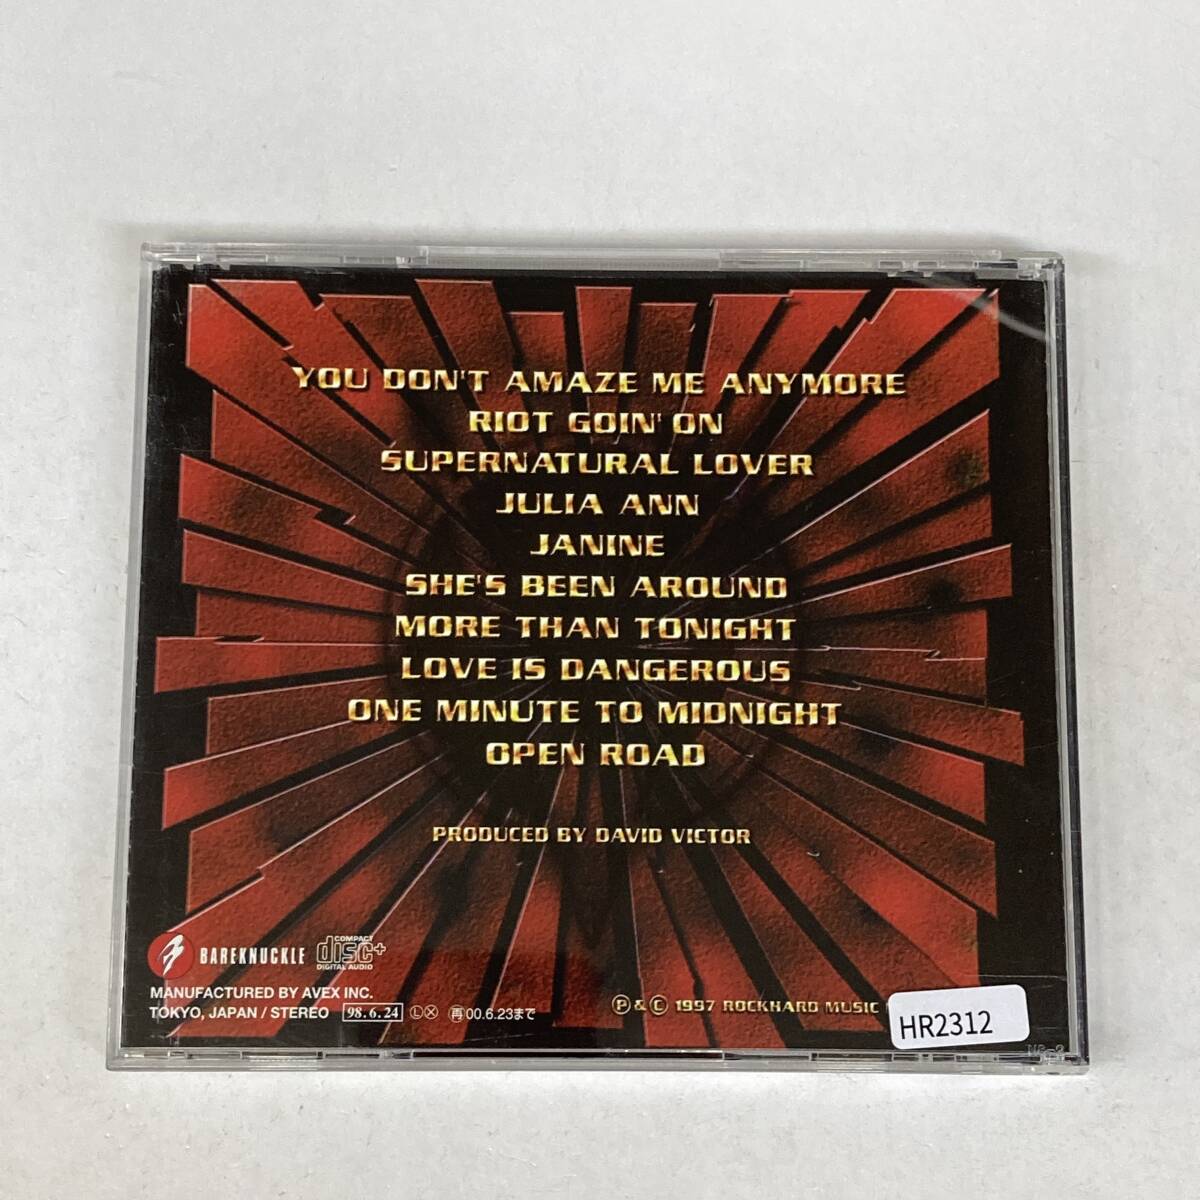 YOU DON'T AMAZE ME ANYMORE
RIOT GOIN' ON
SUPERNATURAL LOVER
JULIA ANN
JANINE
SHE'S BEEN AROUND
MORE THAN TONIGHT
LOVE IS DANGEROUS
ONE MINUTE TO MIDNIGHT
OPEN ROAD
PRODUCED BY DAVID VICTOR
BAREKNUCKLE
COMPACT
disc+
DIGITAL AUDIO
MANUFACTURED BY AVEX INC.
TOKYO, JAPAN / STEREO 98.6.24 Ⓛ Ⓧ 再00.6.23まで
Ⓟ & © 1997 ROCKHARD MUSIC
HR2312